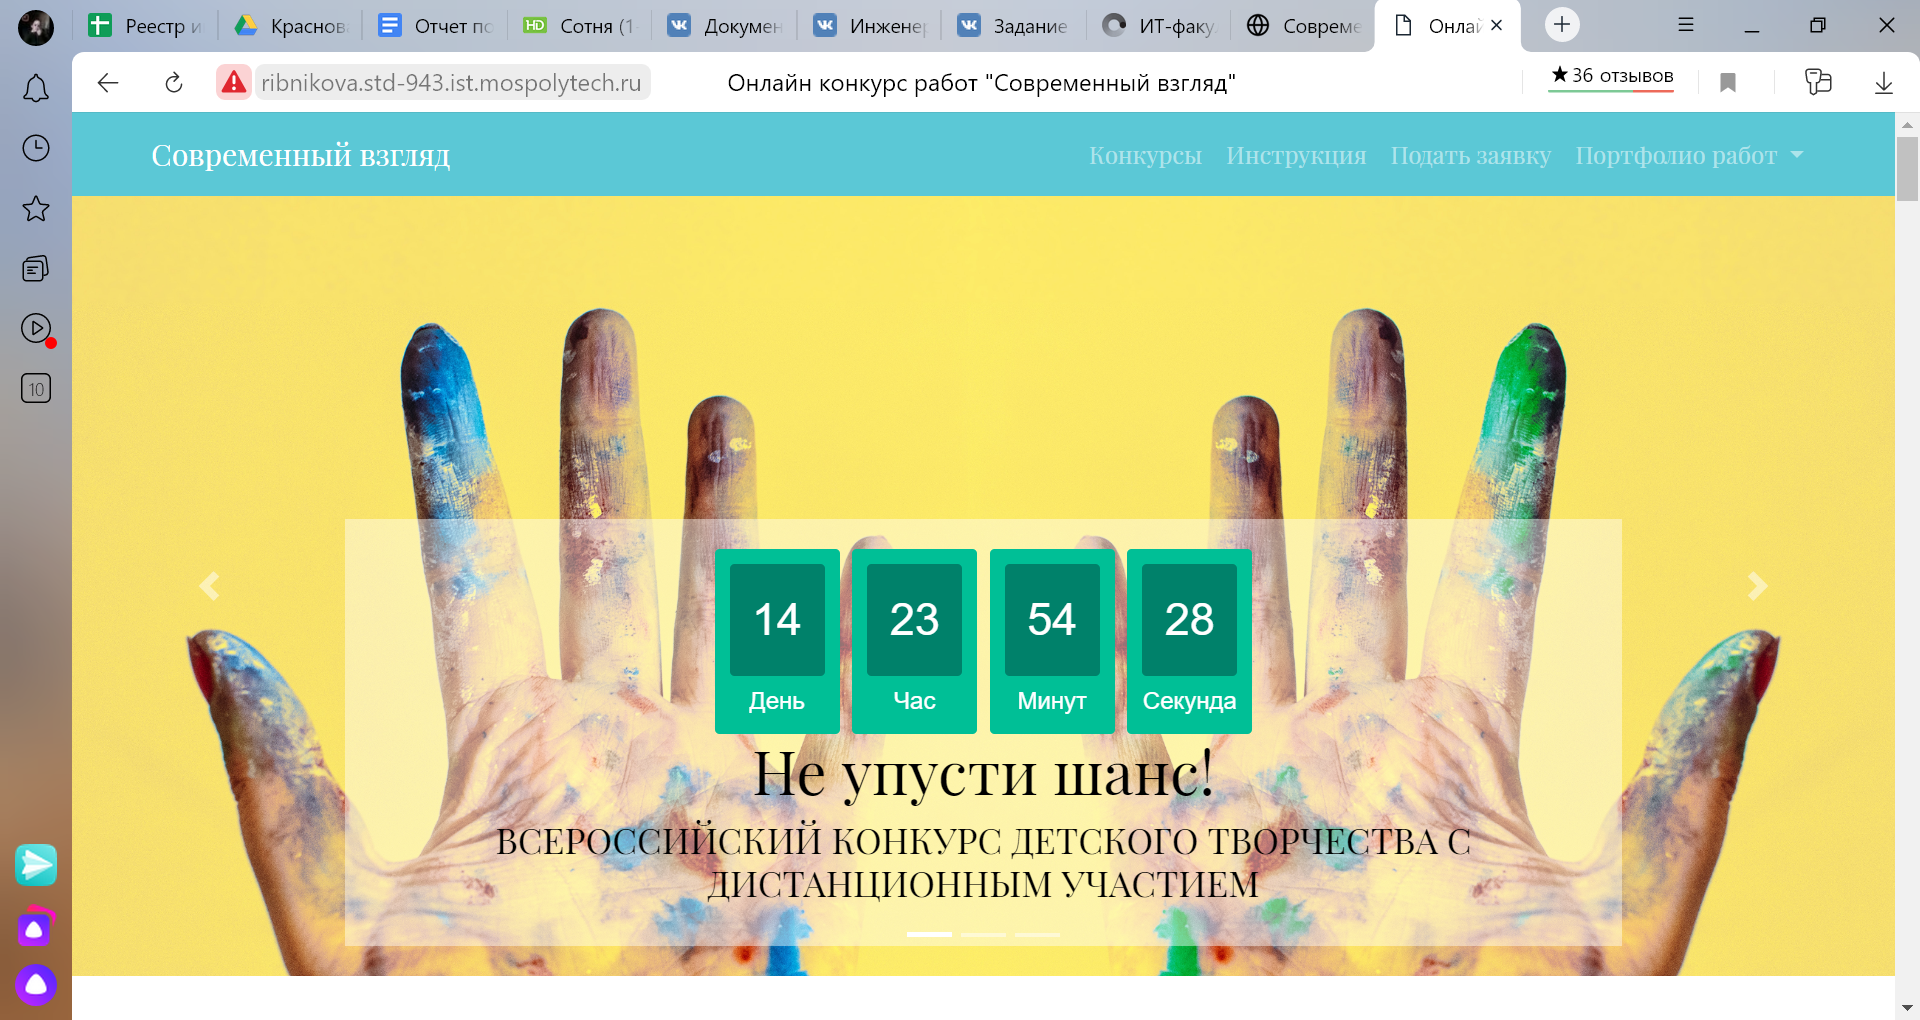 Реестр и
Краснов
Отчет по
HD Сотня (1-
Докумен
Инженер
Задание
ИТ-факу
Совреме
Онлай
ribnikova.std-943.ist.mospolytech.ru
Онлайн конкурс работ "Современный взгляд"
★36 отзывов
Современный взгляд
Конкурсы
Инструкция
Подать заявку
Портфолио работ
10
14 23 54 28
День Час Минут Секунда
Не упусти шанс!
ВСЕРОССИЙСКИЙ КОНКУРС ДЕТСКОГО ТВОРЧЕСТВА С
ДИСТАНЦИОННЫМ УЧАСТИЕМ